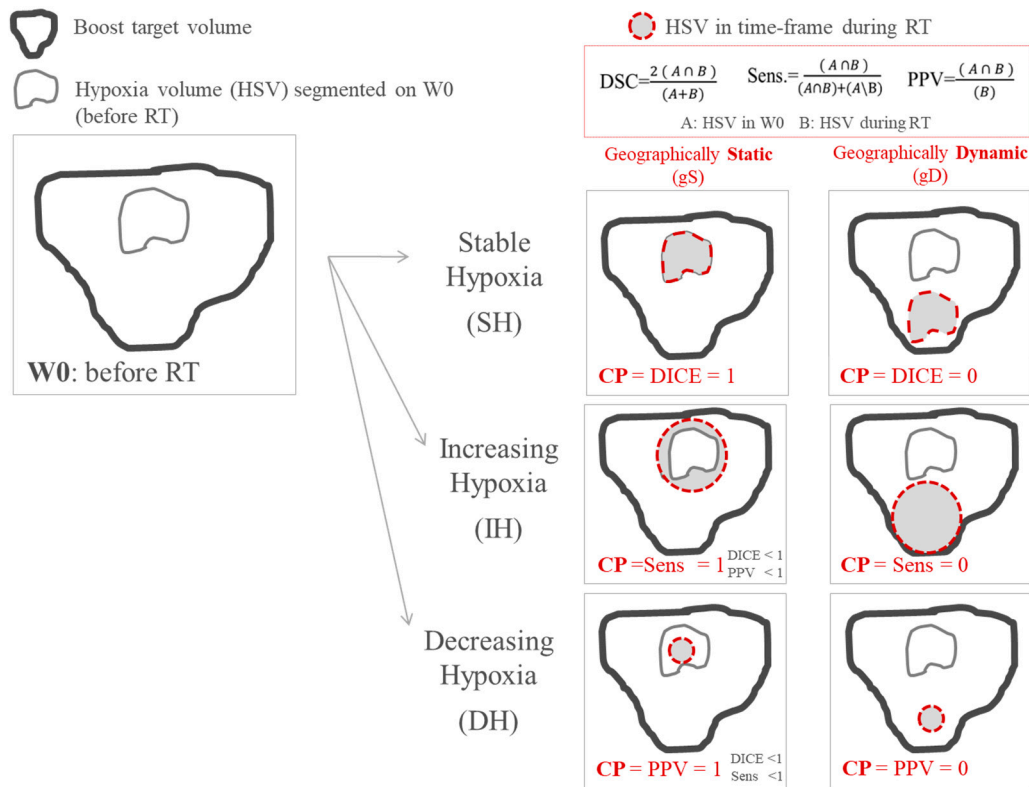 Boost target volume
Hypoxia volume (HSV) segmented on W0
(before RT)
W0: before RT
HSV in time-frame during RT
DSC=2(A∩B)/(A+B) Sens.=(A∩B)/(A∩B)+(A\B) PPV=(A∩B)/(B)
A: HSV in W0 B: HSV during RT
Geographically Static
(gS)
Geographically Dynamic
(gD)
Stable
Hypoxia
(SH)
CP = DICE = 1
CP = DICE = 0
Increasing
Hypoxia
(IH)
CP =Sens = 1
DICE < 1
PPV < 1
CP = Sens = 0
Decreasing
Hypoxia
(DH)
CP = PPV = 1
DICE <1
Sens <1
CP = PPV = 0